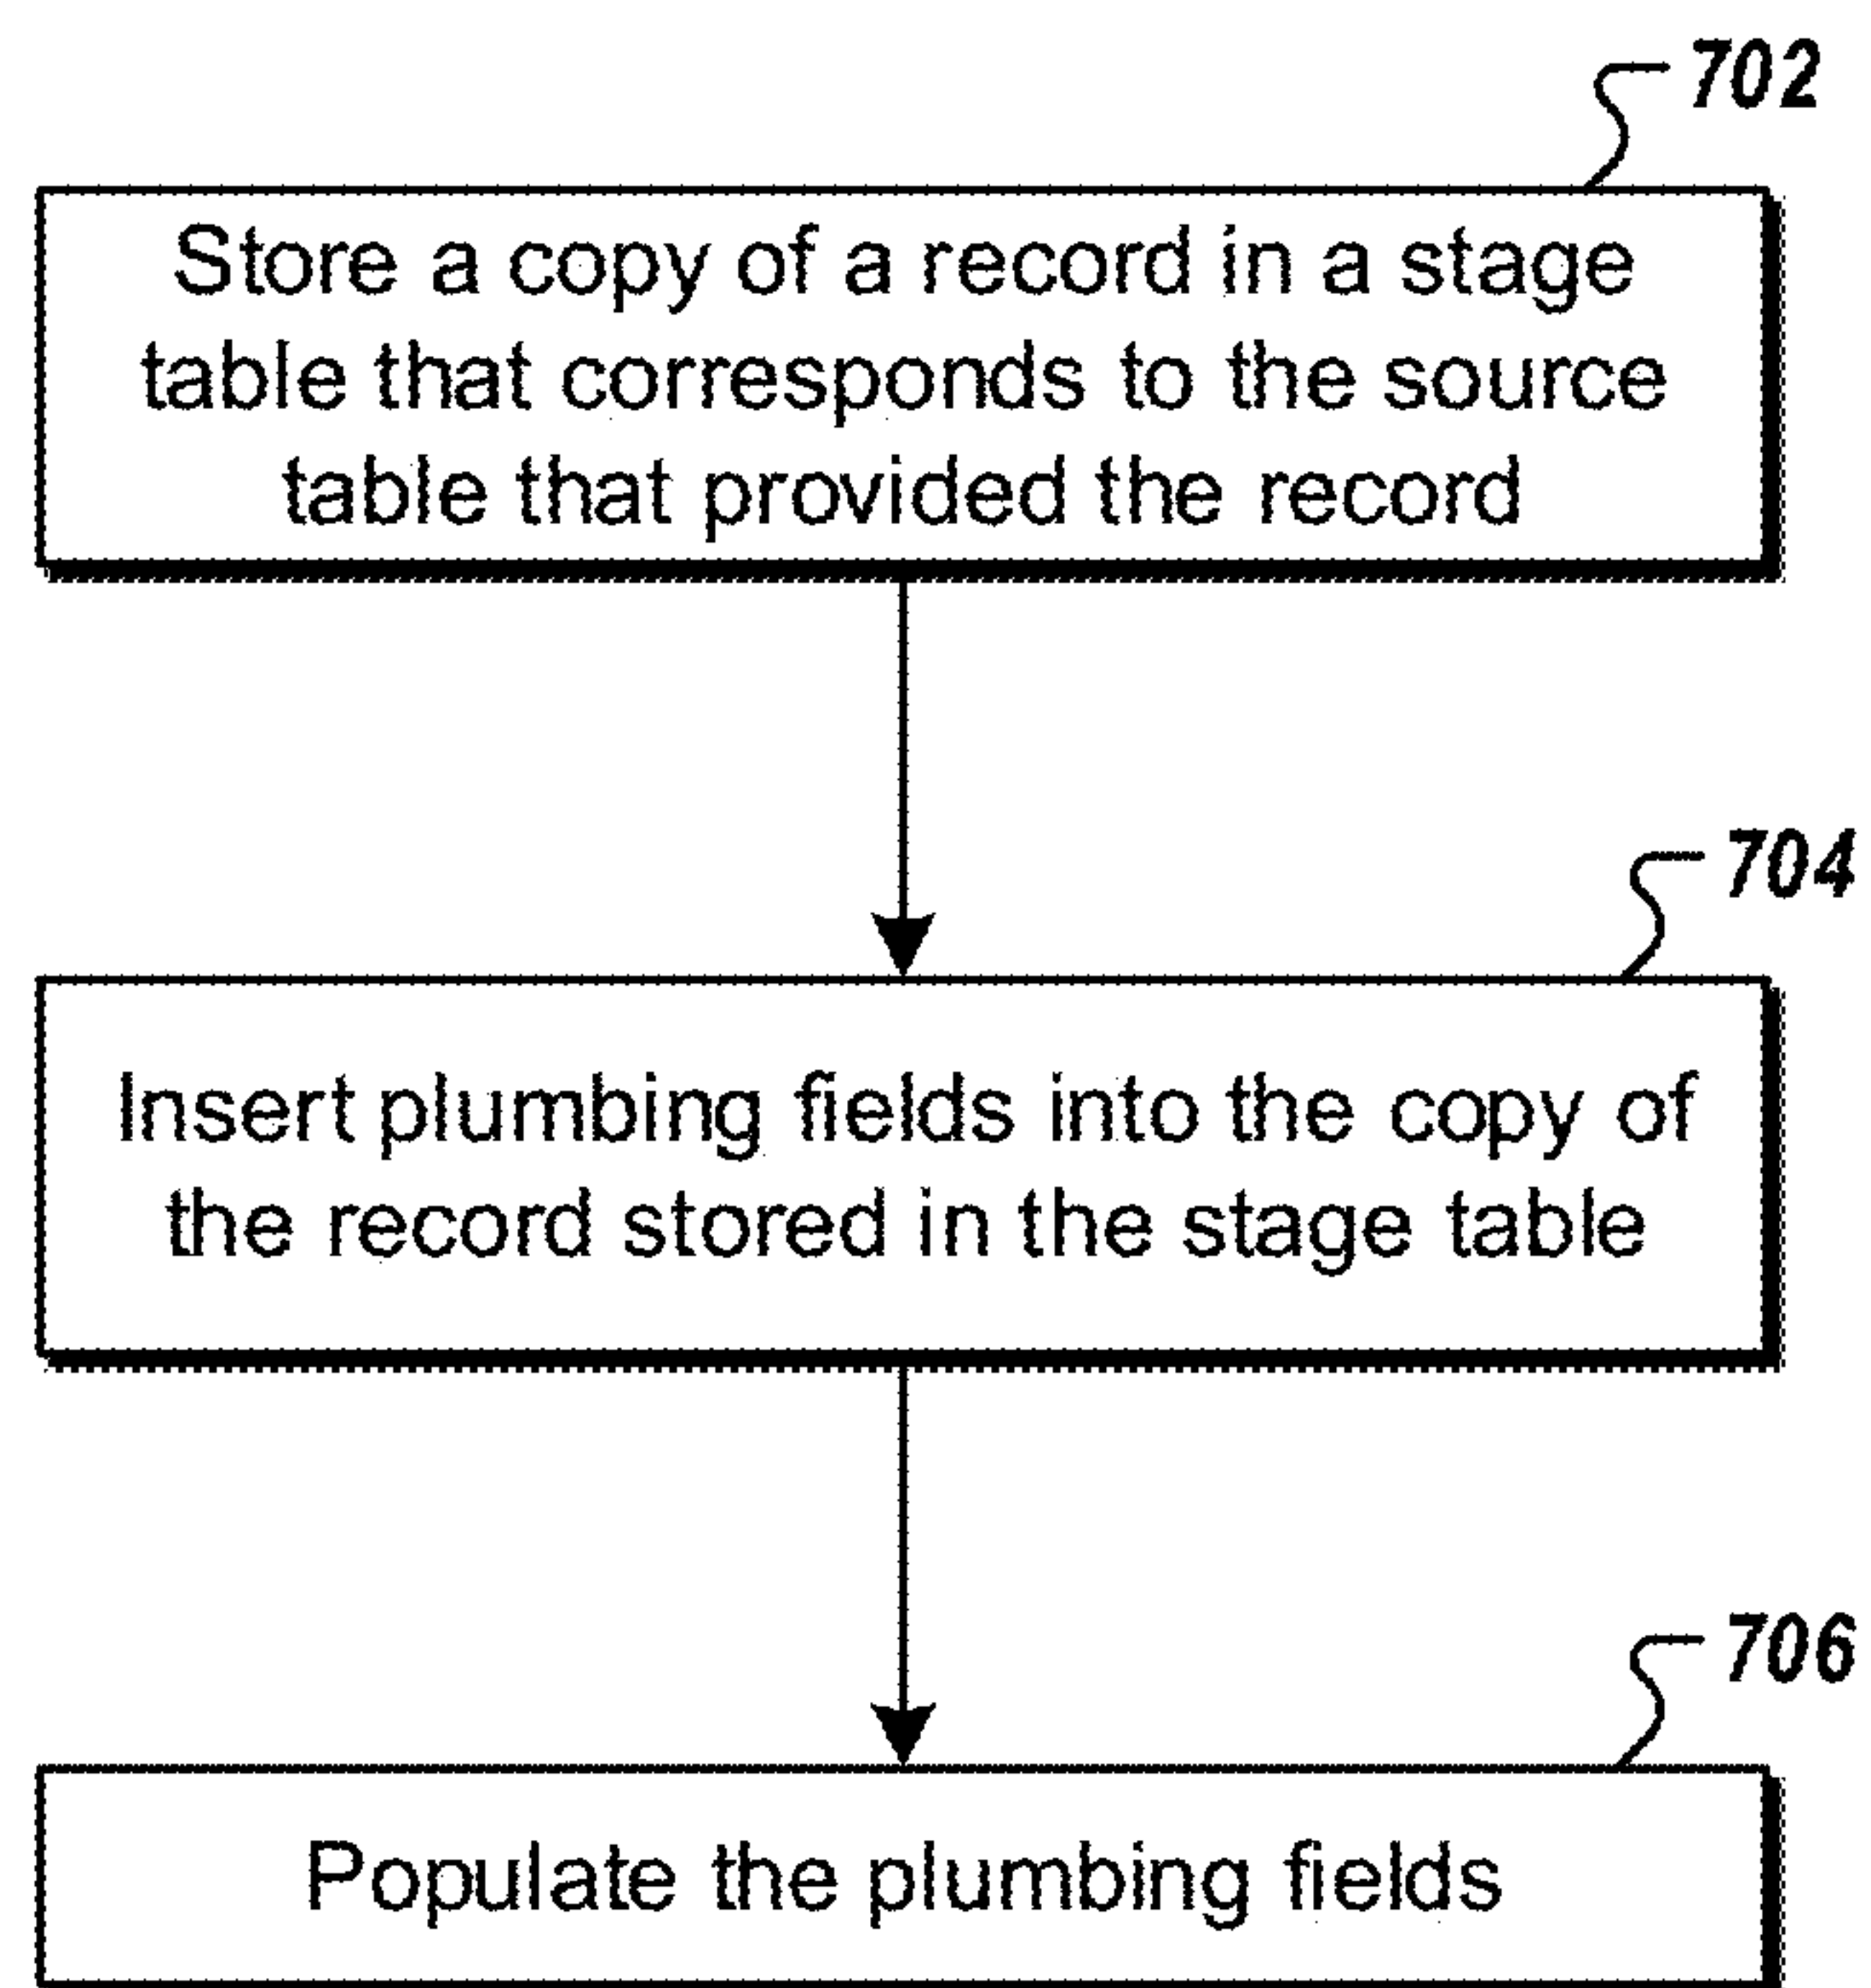 702
Store a copy of a record in a stage
table that corresponds to the source
table that provided the record
704
Insert plumbing fields into the copy of
the record stored in the stage table
706
Populate the plumbing fields